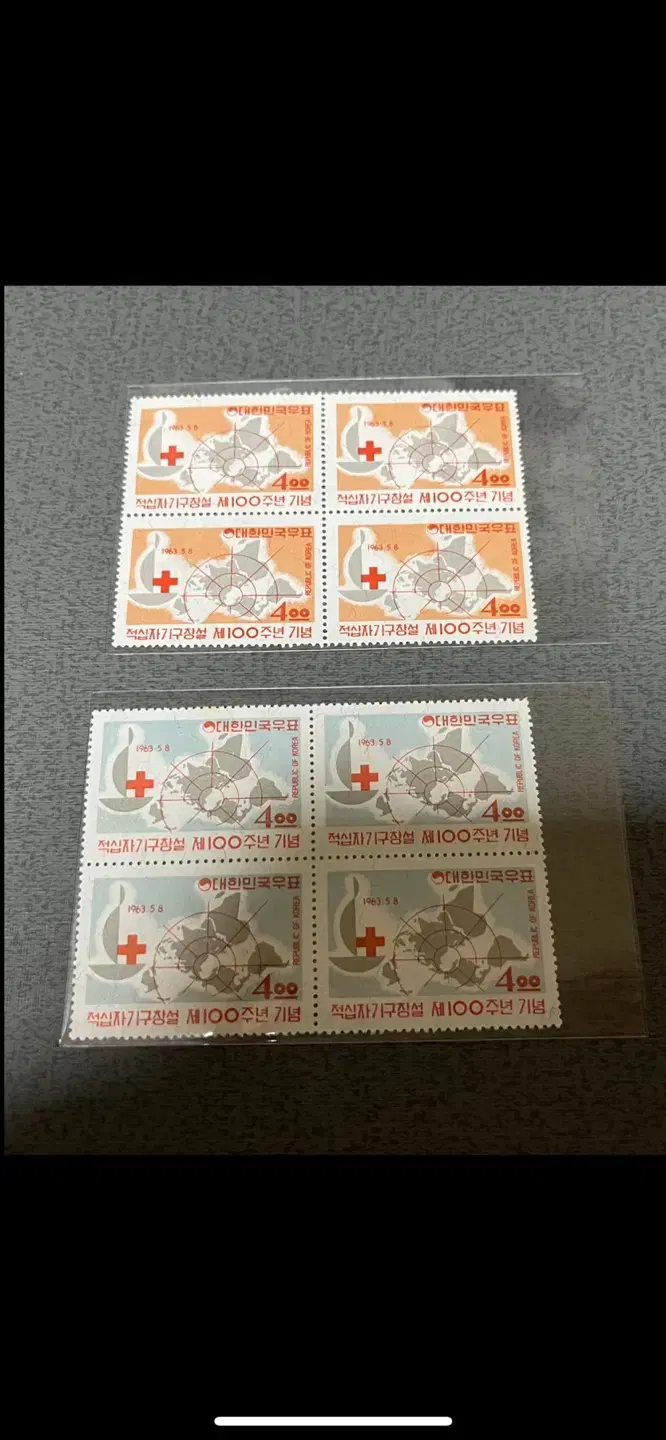 대한민국우표
1963.5.8
REPUBLIC OF KOREA
4.00
적십자기구창설 제100주년 기념
대한민국우표
1963.5.8
REPUBLIC OF KOREA
4.00
적십자기구창설 제100주년 기념
대한민국우표
1963.5.8
REPUBLIC OF KOREA
4.00
적십자기구창설 제100주년 기념
대한민국우표
1963.5.8
REPUBLIC OF KOREA
4.00
적십자기구창설 제100주년 기념
대한민국우표
1963.5.8
REPUBLIC OF KOREA
4.00
적십자기구창설 제100주년 기념
대한민국우표
1963.5.8
REPUBLIC OF KOREA
4.00
적십자기구창설 제100주년 기념
대한민국우표
1963.5.8
REPUBLIC OF KOREA
4.00
적십자기구창설 제100주년 기념
대한민국우표
1963.5.8
REPUBLIC OF KOREA
4.00
적십자기구창설 제100주년 기념